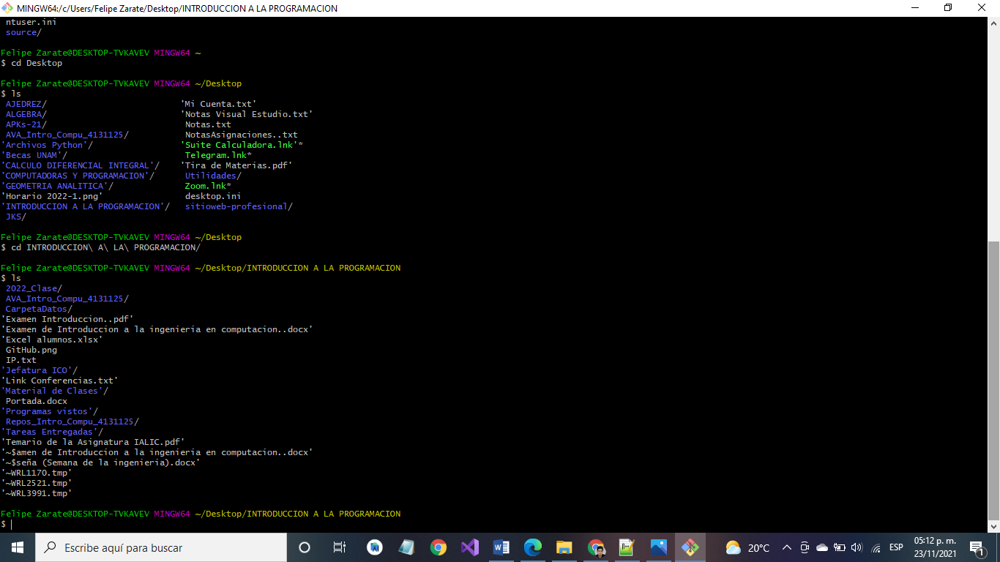 MINGW64:/c/Users/Felipe Zarate/Desktop/INTRODUCCION A LA PROGRAMACION
ntuser.ini
source/
Felipe Zarate@DESKTOP-TVKAVEV MINGW64 ~
$ cd Desktop
Felipe Zarate@DESKTOP-TVKAVEV MINGW64 ~/Desktop
$ ls
AJEDREZ/ 'Mi Cuenta.txt'
ALGEBRA/ 'Notas Visual Estudio.txt'
APKs-21/ Notas.txt
AVA_Intro_Compu_4131125/ NotasAsignaciones..txt
'Archivos Python'/ 'Suite Calculadora.lnk'*
'Becas UNAM'/ Telegram.lnk*
'CALCULO DIFERENCIAL INTEGRAL'/ 'Tira de Materias.pdf'
'COMPUTADORAS Y PROGRAMACION'/ Utilidades/
'GEOMETRIA ANALITICA'/ Zoom.lnk*
'Horario 2022-1.png' desktop.ini
'INTRODUCCION A LA PROGRAMACION'/ sitioweb-profesional/
JKS/
Felipe Zarate@DESKTOP-TVKAVEV MINGW64 ~/Desktop
$ cd INTRODUCCION\ A\ LA\ PROGRAMACION/
Felipe Zarate@DESKTOP-TVKAVEV MINGW64 ~/Desktop/INTRODUCCION A LA PROGRAMACION
$ ls
2022_Clase/
AVA_Intro_Compu_4131125/
CarpetaDatos/
'Examen Introduccion..pdf'
'Examen de Introduccion a la ingenieria en computacion..docx'
'Excel alumnos.xlsx'
GitHub.png
IP.txt
'Jefatura ICO'/
'Link Conferencias.txt'
'Material de Clases'/
Portada.docx
'Programas vistos'/
Repos_Intro_Compu_4131125/
'Tareas Entregadas'/
'Temario de la Asignatura IALIC.pdf'
'~$amen de Introduccion a la ingenieria en computacion..docx'
'~$seña (Semana de la ingenieria).docx'
'~WRL1170.tmp'
'~WRL2521.tmp'
'~WRL3991.tmp'
Felipe Zarate@DESKTOP-TVKAVEV MINGW64 ~/Desktop/INTRODUCCION A LA PROGRAMACION
$
Escribe aquí para buscar
20°C
ESP
05:12 p. m.
23/11/2021
1